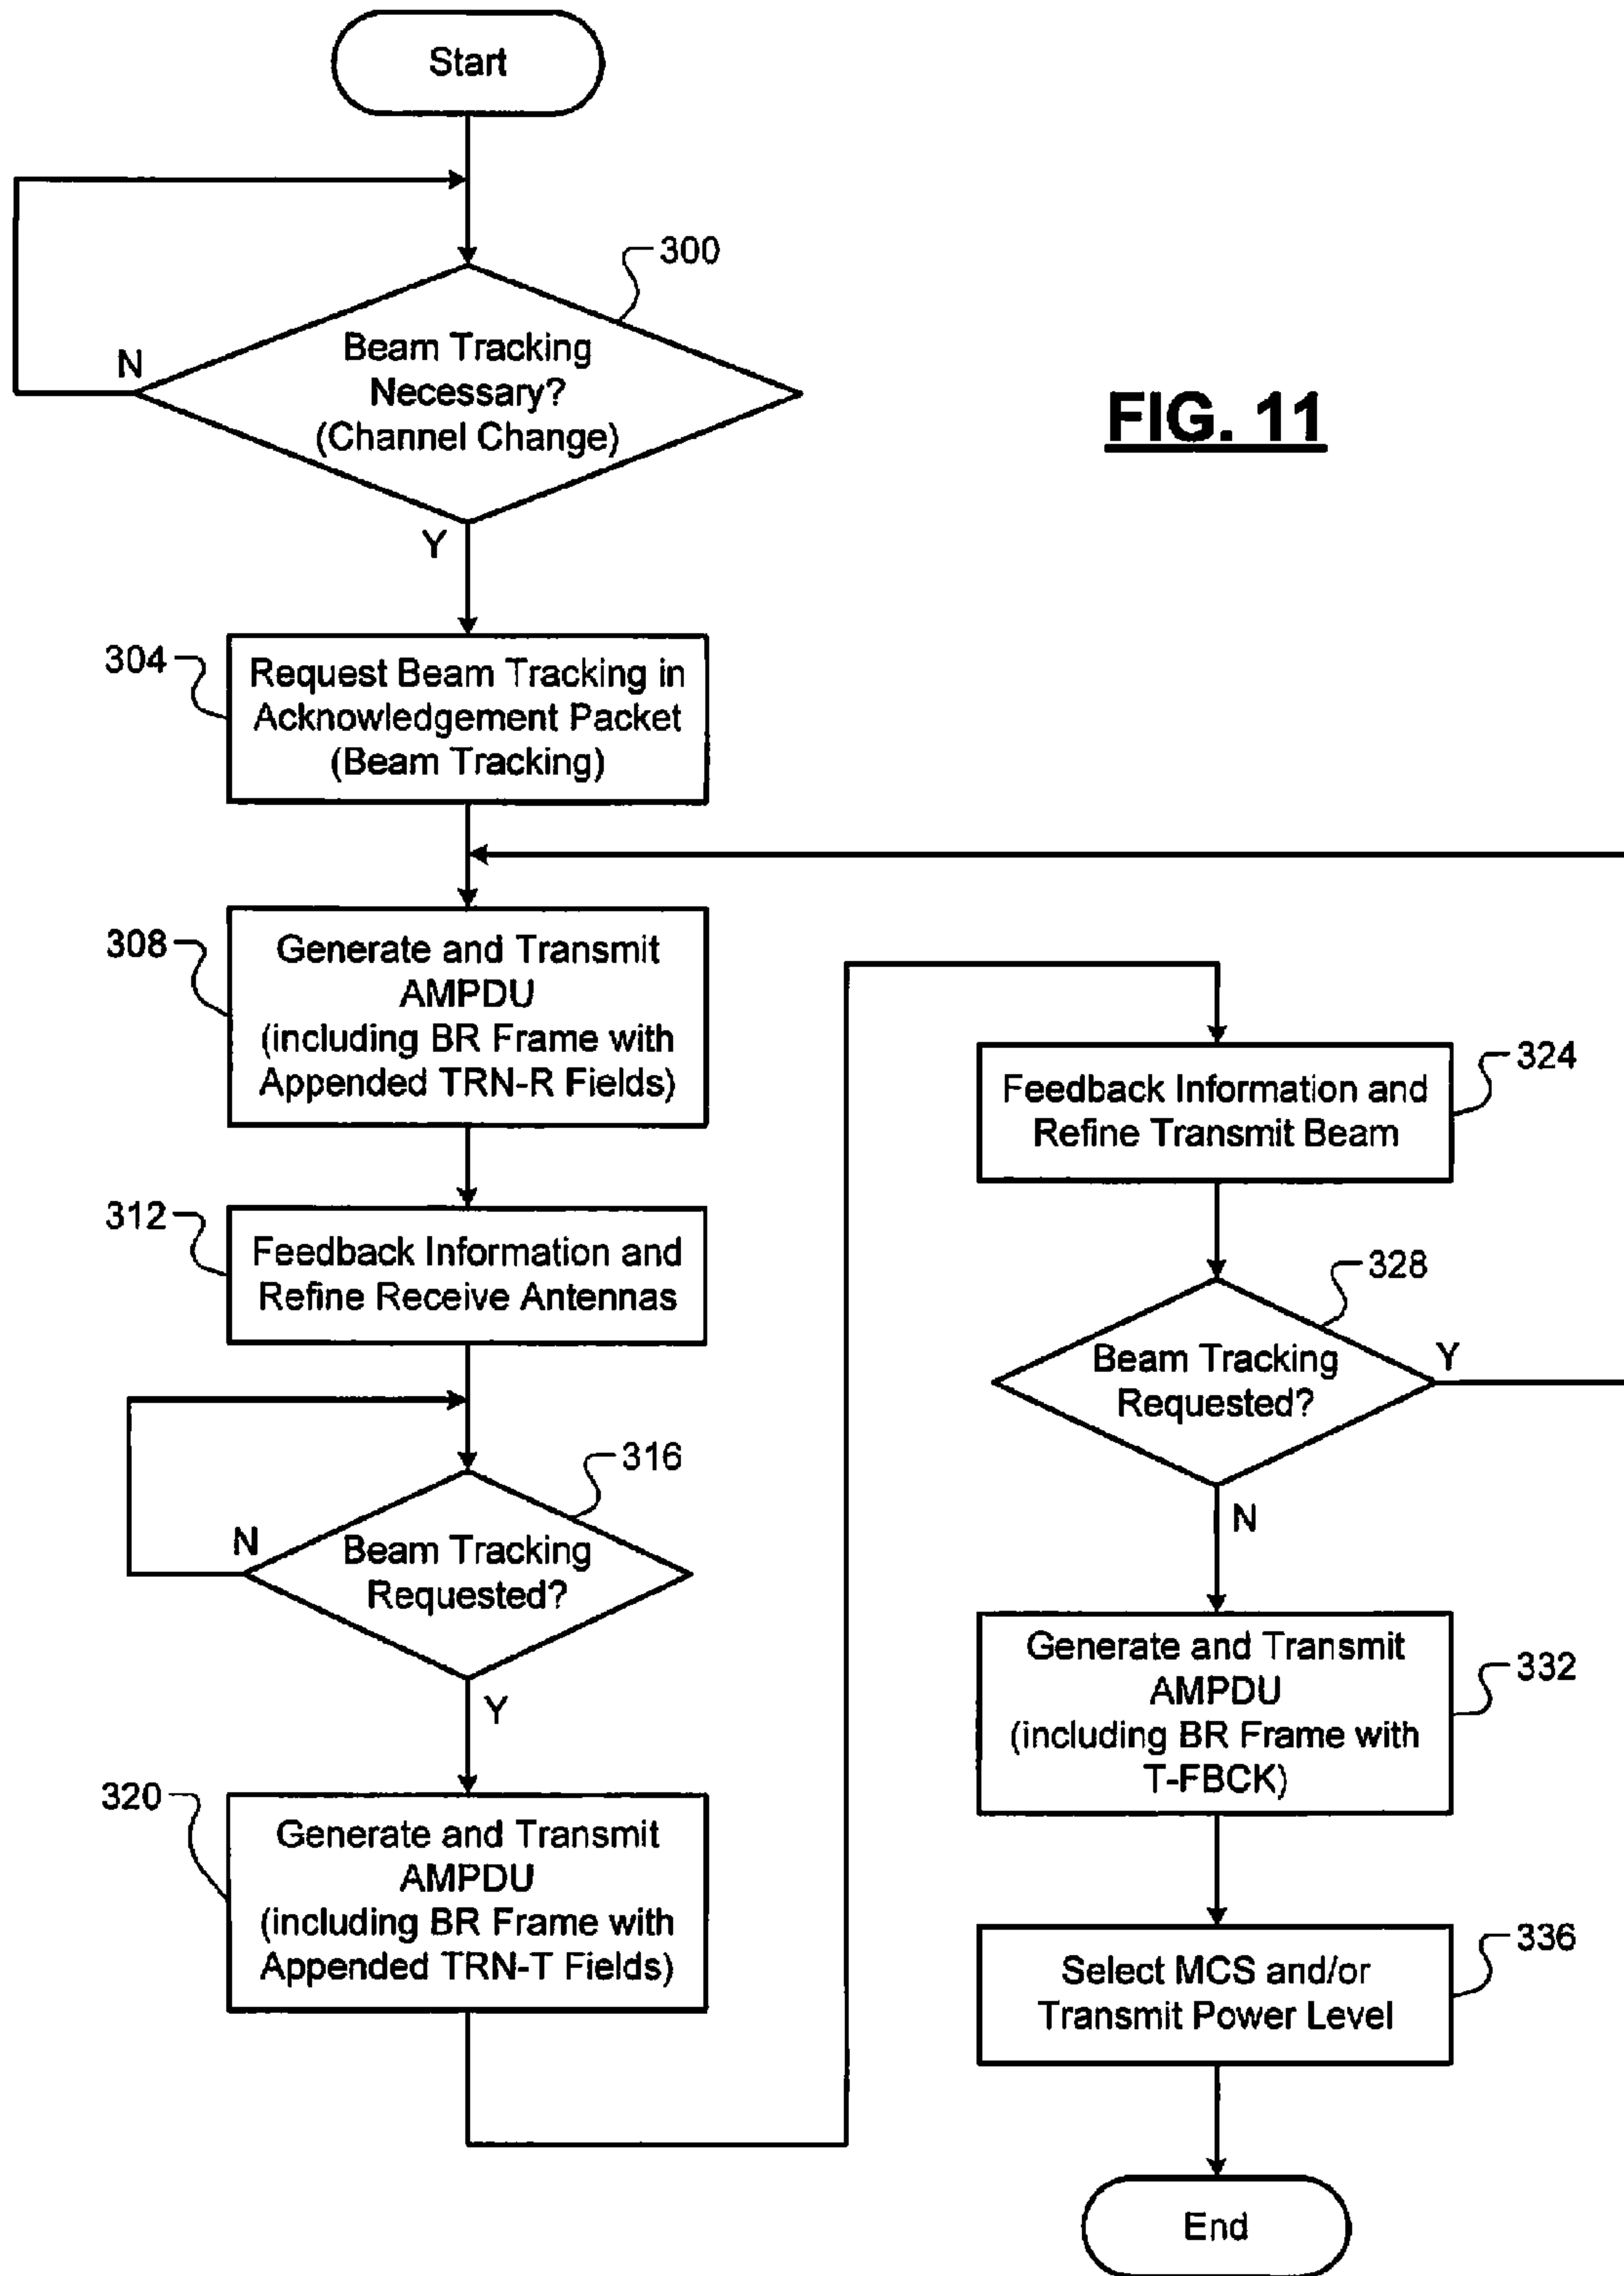 Start
300
Beam Tracking
Necessary?
(Channel Change)
N
Y
FIG. 11
304
Request Beam Tracking in
Acknowledgement Packet
(Beam Tracking)
308
Generate and Transmit
AMPDU
(including BR Frame with
Appended TRN-R Fields)
312
Feedback Information and
Refine Receive Antennas
316
Beam Tracking
Requested?
N
Y
320
Generate and Transmit
AMPDU
(including BR Frame with
Appended TRN-T Fields)
324
Feedback Information and
Refine Transmit Beam
328
Beam Tracking
Requested?
Y
N
332
Generate and Transmit
AMPDU
(including BR Frame with
T-FBCK)
336
Select MCS and/or
Transmit Power Level
End